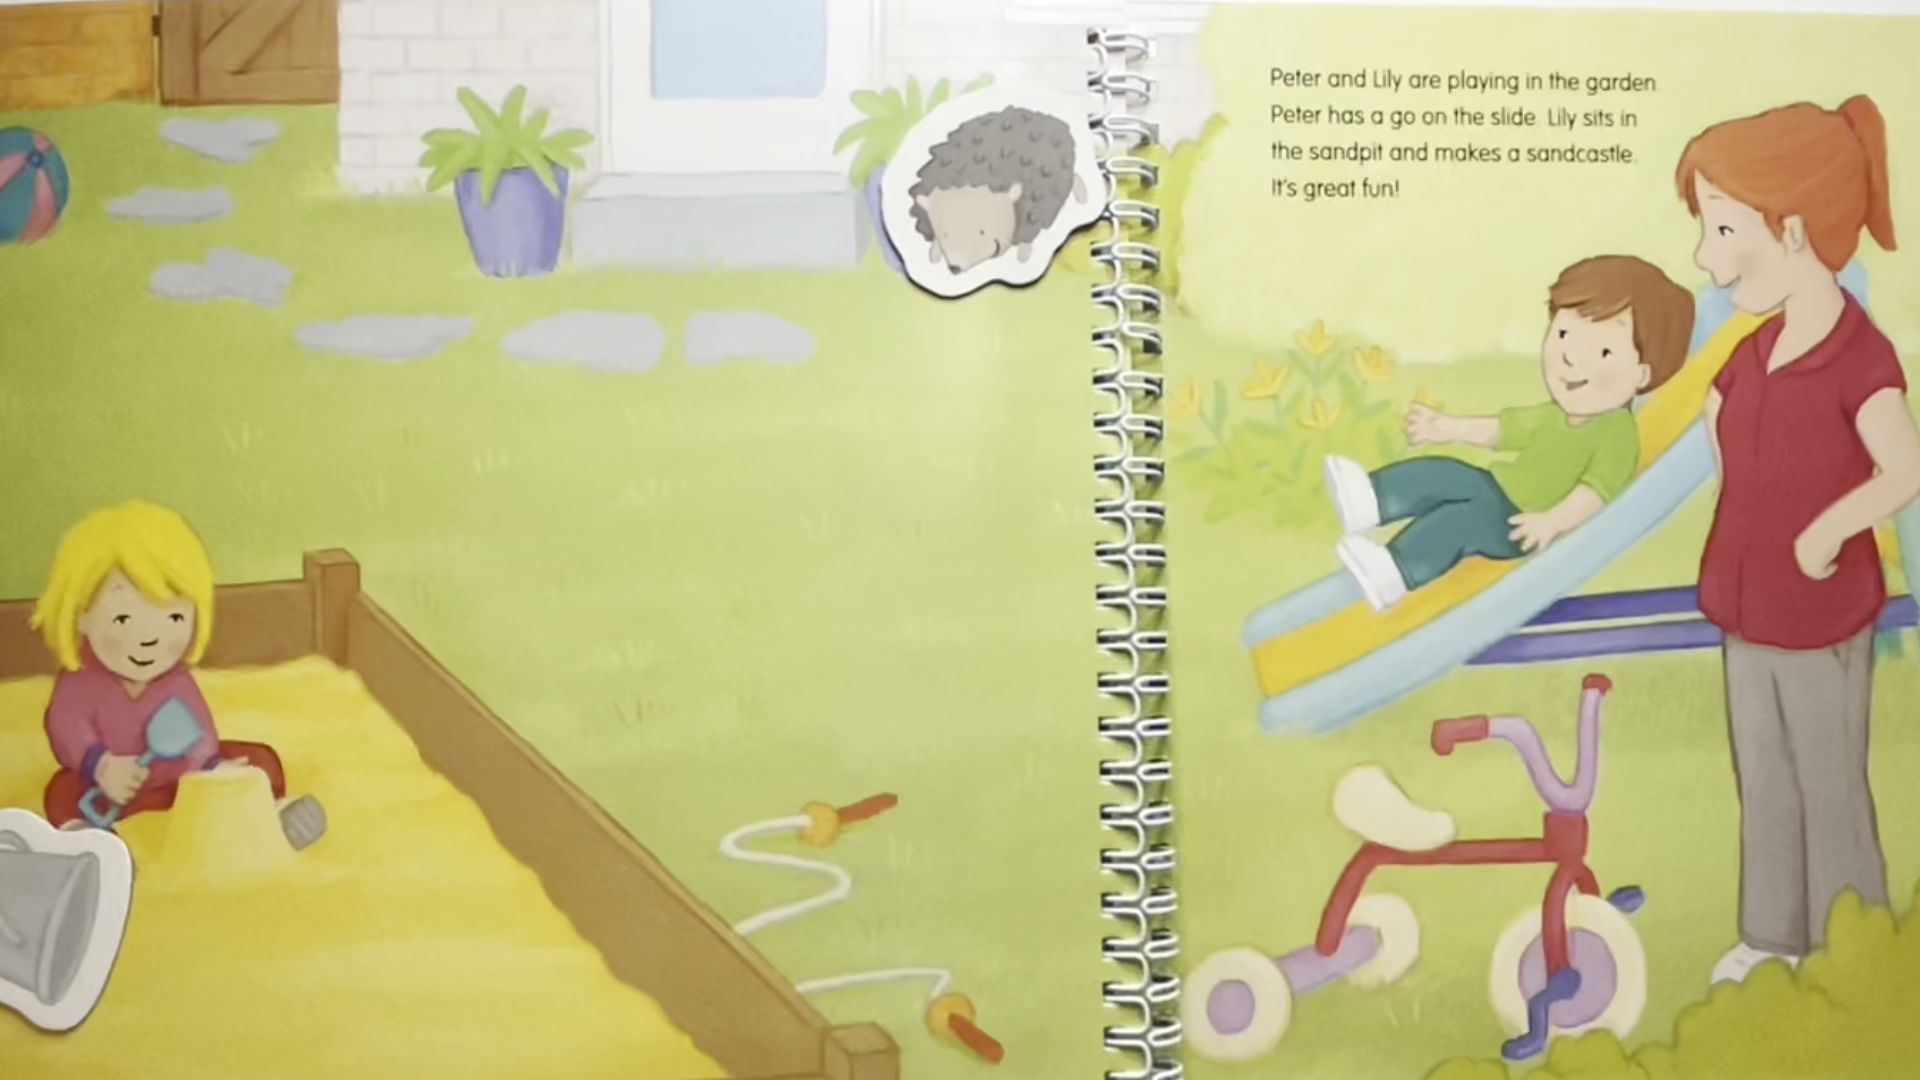 Peter and Lily are playing in the garden.
Peter has a go on the slide. Lily sits in
the sandpit and makes a sandcastle.
It's great fun!